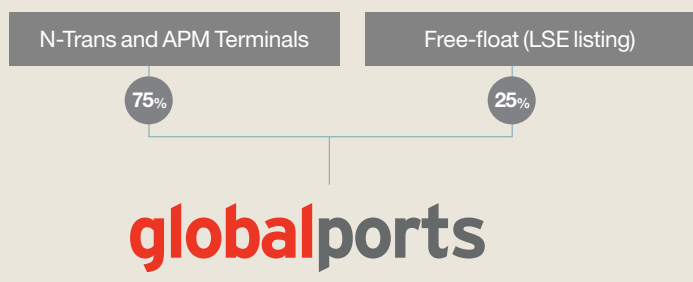 N-Trans and APM Terminals
Free-float (LSE listing)
75%
25%
globalports